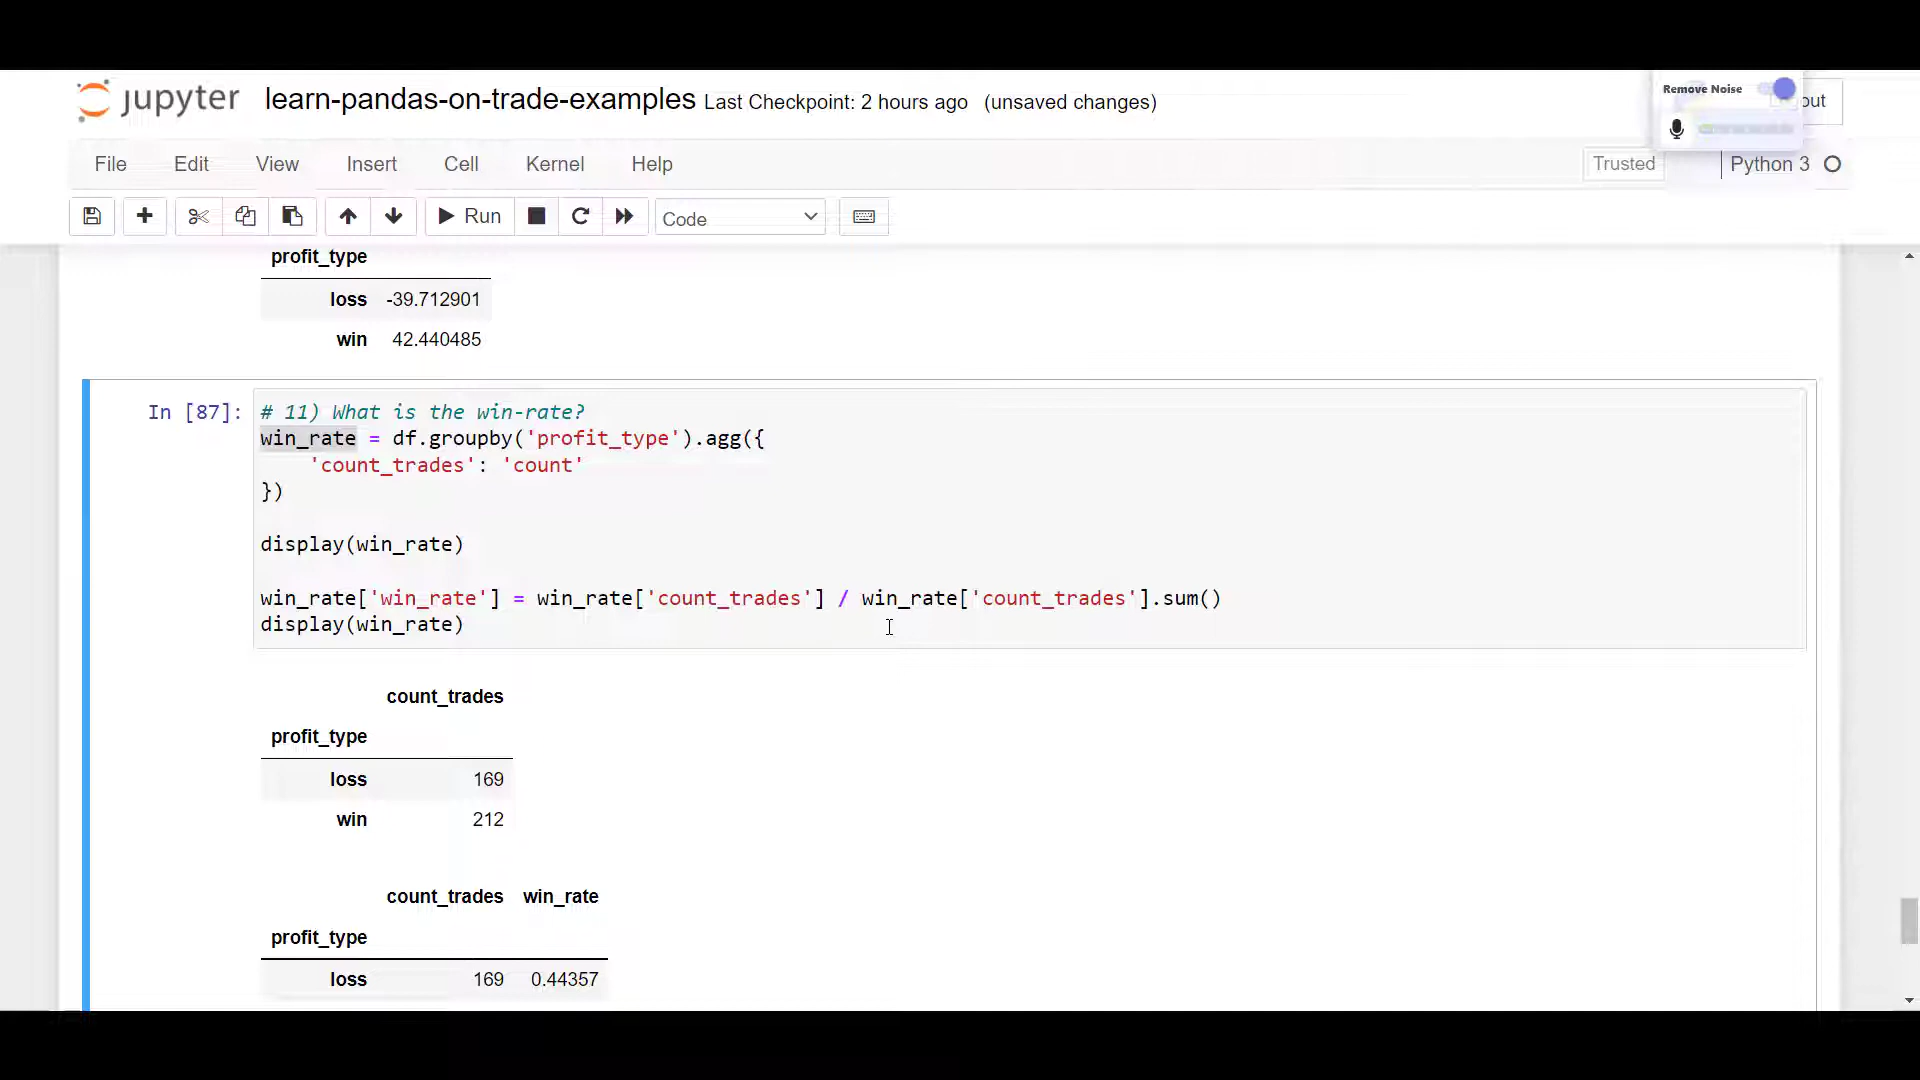 jupyter learn-pandas-on-trade-examples Last Checkpoint: 2 hours ago (unsaved changes)
Remove Noise
out
File Edit View Insert Cell Kernel Help
Trusted Python 3
Run Code
profit_type
loss -39.712901
win 42.440485
In [87]: # 11) What is the win-rate?
win_rate = df.groupby('profit_type').agg({
'count_trades': 'count'
})
display(win_rate)
win_rate['win_rate'] = win_rate['count_trades'] / win_rate['count_trades'].sum()
display(win_rate)
count_trades
profit_type
loss 169
win 212
count_trades win_rate
profit_type
loss 169 0.44357